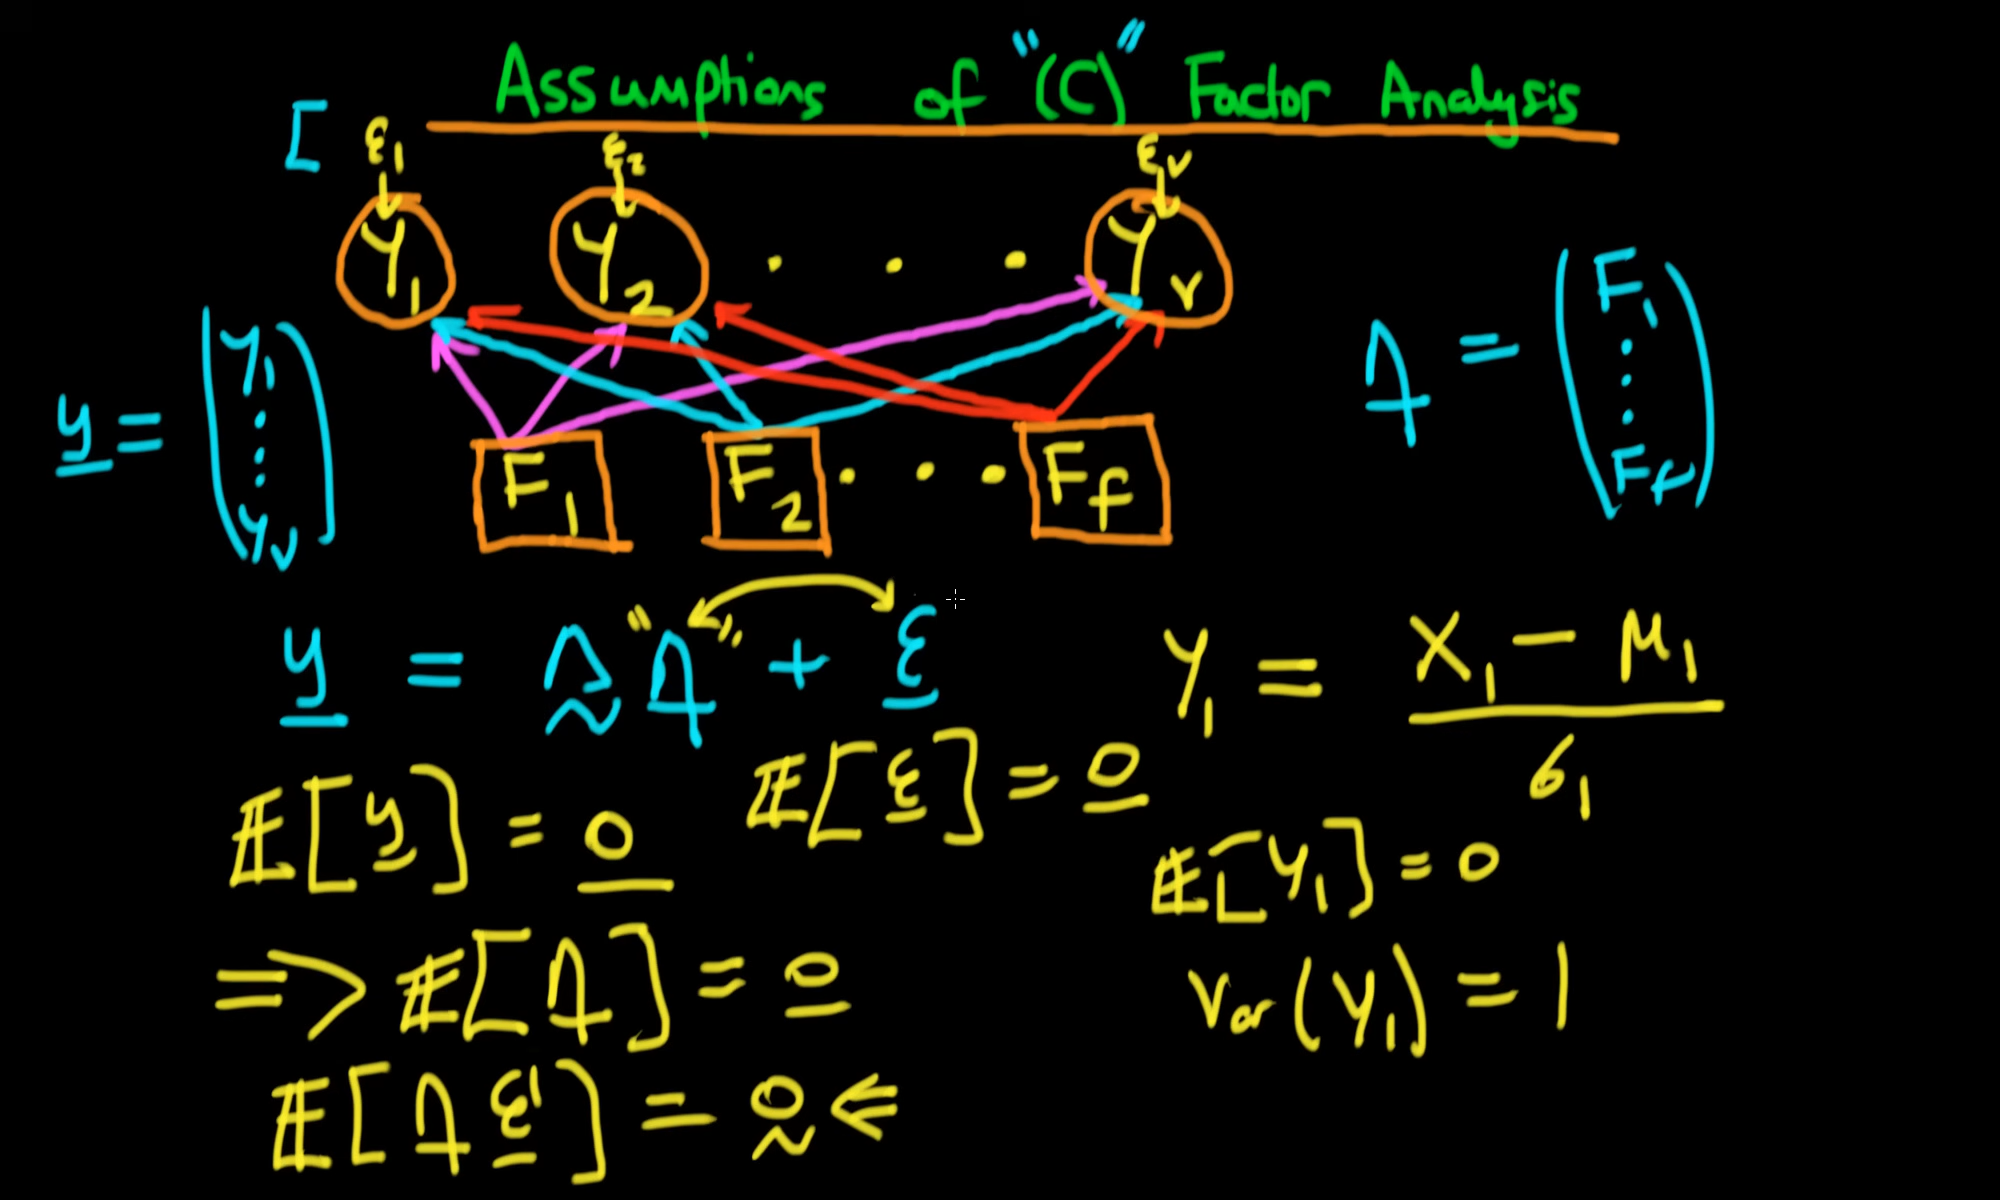 Assumptions of "(C)" Factor Analysis
[
ε1 ε2 εv
Y1 Y2 . . . Yv
y = (y1 ⋮ yv)
F1 F2 . . . Ff
η = (F1 ⋮ Ff)
y = Λ "η" + ε
Y1 = (X1 − μ1) / σ1
E[y] = 0
E[ε] = 0
E[Y1] = 0
⇒ E[η] = 0
Var(Y1) = 1
E[η ε'] = 0 ⇐